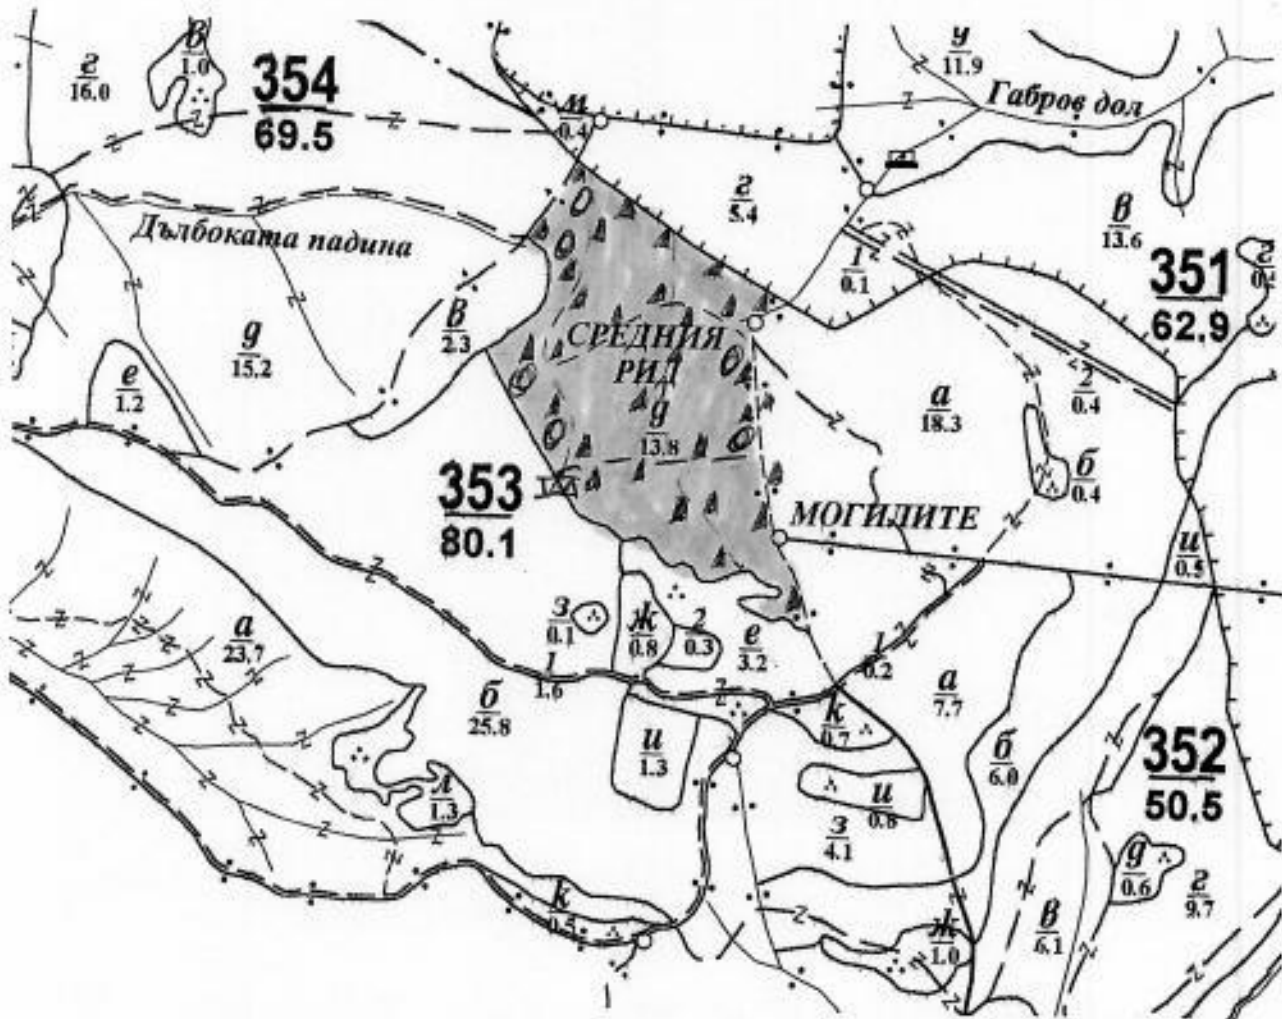 в
1.0
г
16.0
354
69.5
м
0.4
у
11.9
Габров дол
г
5.4
в
13.6
351
62.9
г
Дълбоката падина
1
0.1
в
2.3
д
15.2
е
1.2
СРЕДНИЯ
РИД
д
13.8
а
18.3
2
0.4
б
0.4
353
80.1
МОГИЛИТЕ
и
0.5
з
0.1
ж
0.8
2
0.3
е
3.2
1
0.2
а
23.7
1
1.6
б
25.8
и
1.3
к
0.7
а
7.7
б
6.0
352
50.5
л
1.3
и
0.8
з
4.1
д
0.6
г
9.7
к
0.5
ж
1.0
в
6.1